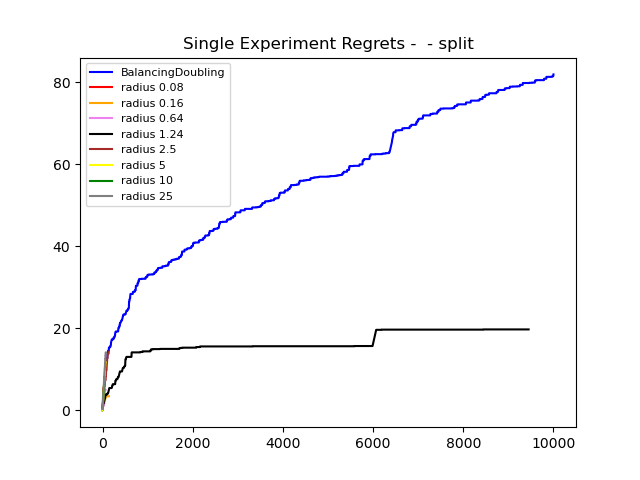 Single Experiment Regrets -  - split
BalancingDoubling
radius 0.08
radius 0.16
radius 0.64
radius 1.24
radius 2.5
radius 5
radius 10
radius 25
80
60
40
20
0
0 2000 4000 6000 8000 10000